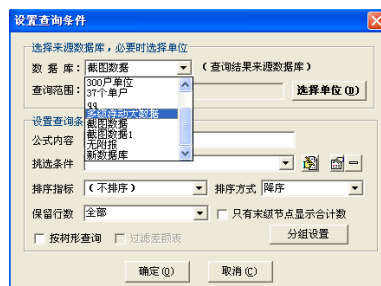 设置查询条件
选择来源数据库，必要时选择单位
数 据 库： 截图数据 （查询结果来源数据库）
300户单位
查询范围： 37个单户 选择单位(D)
qq
大数据
设置查询条 截图数据
公式内容 截图数据1
无附报
挑选条件 新数据库
排序指标 （不排序） 排序方式 降序
保留行数 全部 只有末级节点显示合计数
按树形查询 过滤差额表 分组设置
确定(O) 取消(C)